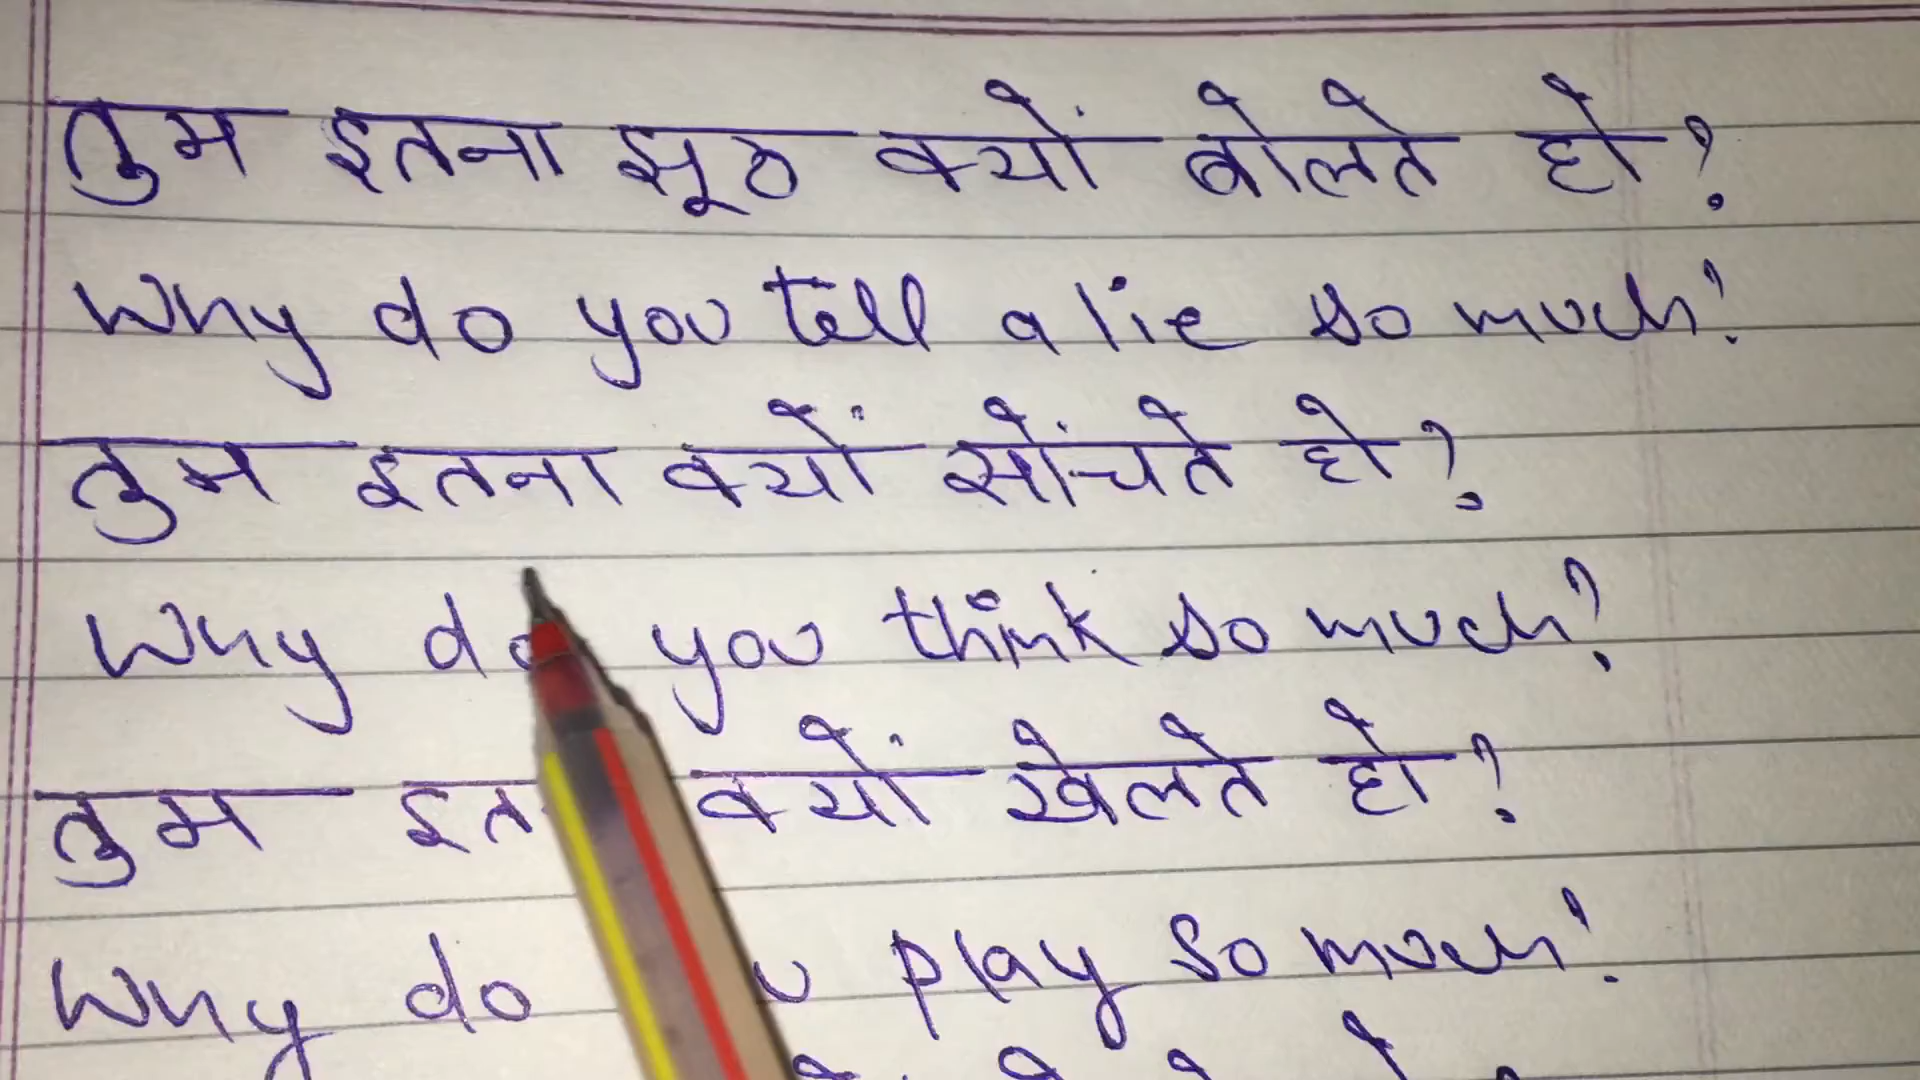 तुम इतना झूठ क्यों बोलते हो?
Why do you tell a lie so much?
तुम इतना क्यों सोंचते हो?
Why do you think so much?
तुम इत क्यों खेलते हो?
Why do u play so much?